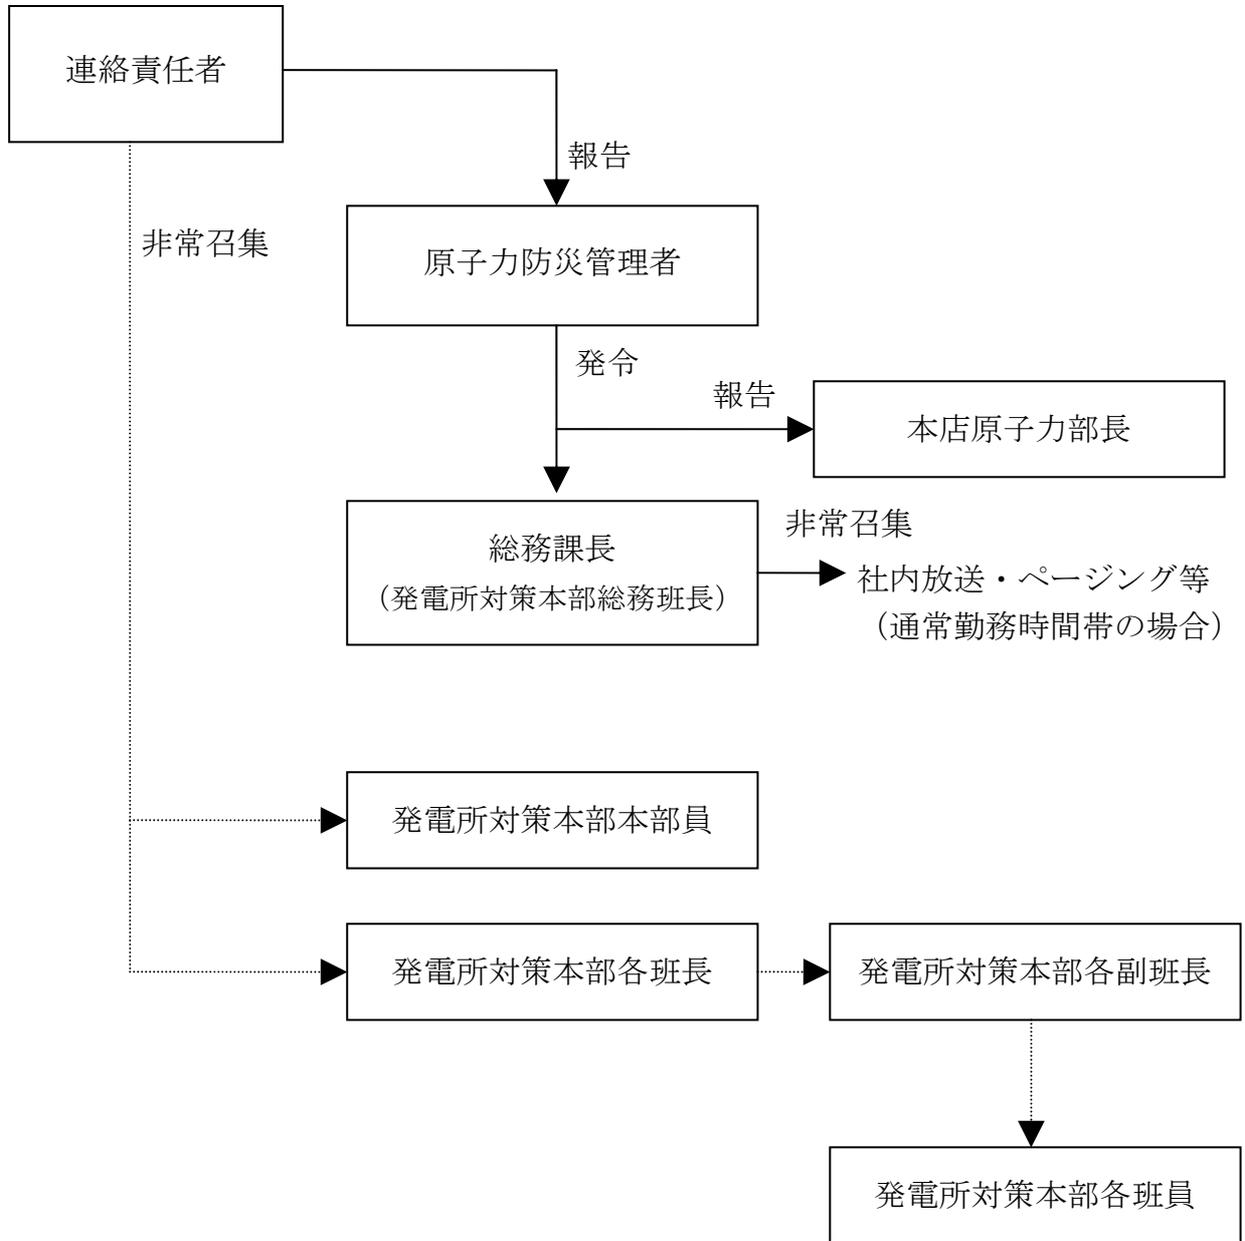 連絡責任者
報告
非常召集
原子力防災管理者
発令
報告
本店原子力部長
総務課長
（発電所対策本部総務班長）
非常召集
社内放送・ページング等
（通常勤務時間帯の場合）
発電所対策本部本部員
発電所対策本部各班長
発電所対策本部各副班長
発電所対策本部各班員